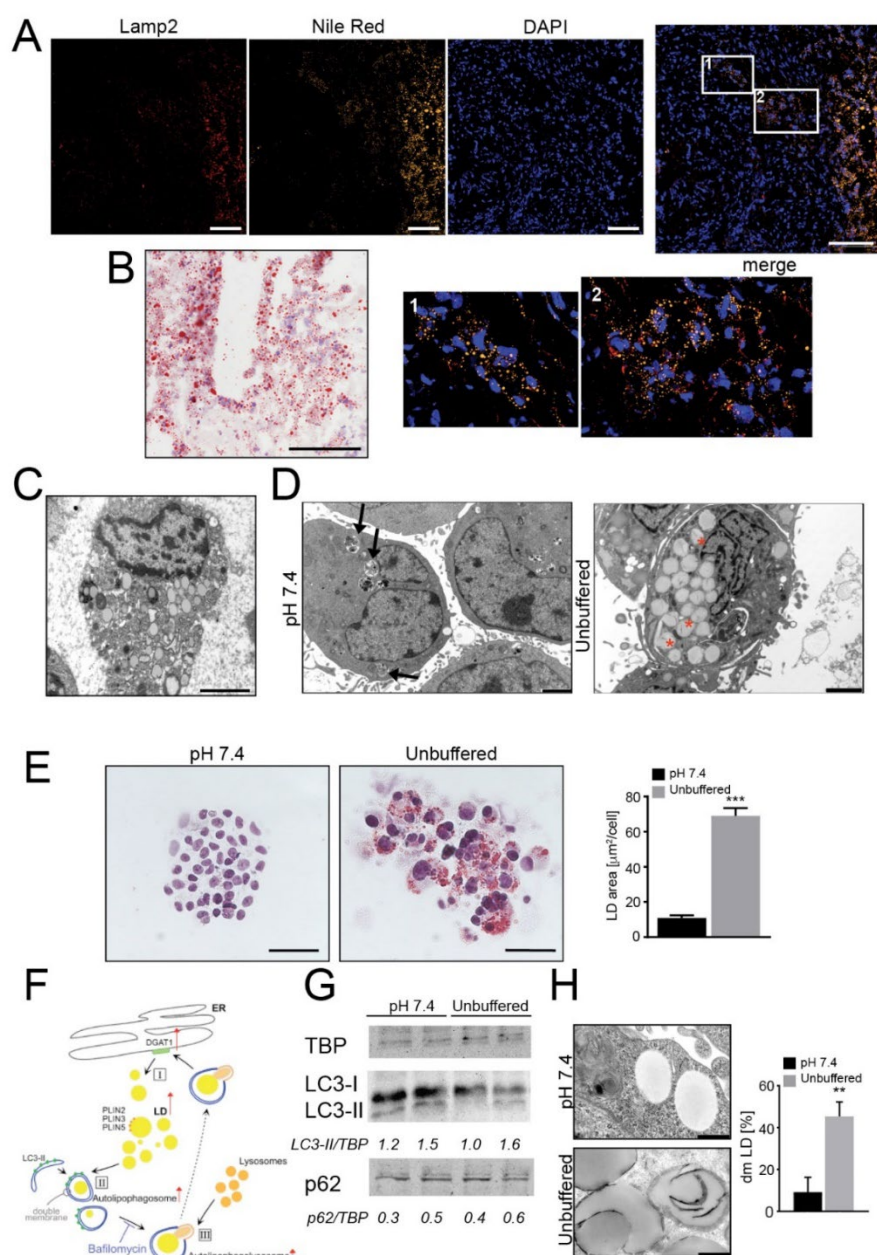 A
Lamp2
Nile Red
DAPI
1
2
merge
B
1
2
C
D
pH 7.4
Unbuffered
*
*
*
E
pH 7.4
Unbuffered
pH 7.4
Unbuffered
***
LD area [μm²/cell]
80
60
40
20
0
F
ER
DGAT1
I
PLIN2
PLIN3
PLIN5
LD
LC3-II
II
Autolipophagosome
double
membrane
Lysosomes
III
Bafilomycin
G
pH 7.4 Unbuffered
TBP
LC3-I
LC3-II
LC3-II/TBP 1.2 1.5 1.0 1.6
p62
p62/TBP 0.3 0.5 0.4 0.6
H
pH 7.4
Unbuffered
pH 7.4
Unbuffered
**
dm LD [%]
60
40
20
0